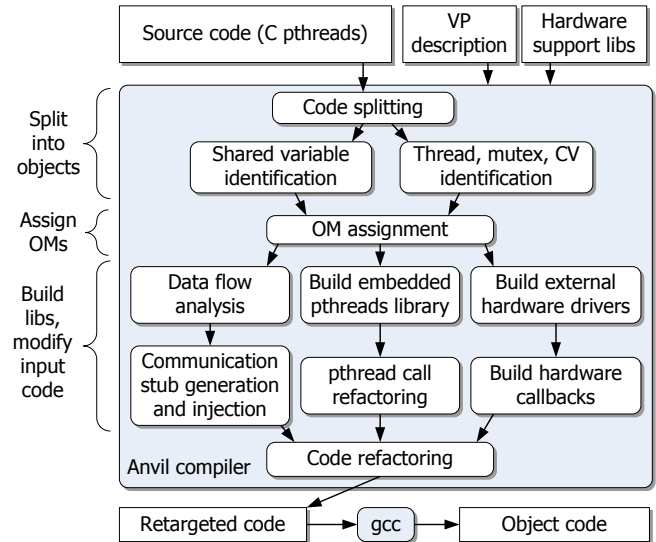 Source code (C pthreads)
VP
description
Hardware
support libs
Split
into
objects
Code splitting
Shared variable
identification
Thread, mutex, CV
identification
Assign
OMs
OM assignment
Build
libs,
modify
input
code
Data flow
analysis
Build embedded
pthreads library
Build external
hardware drivers
Communication
stub generation
and injection
pthread call
refactoring
Build hardware
callbacks
Code refactoring
Anvil compiler
Retargeted code
gcc
Object code